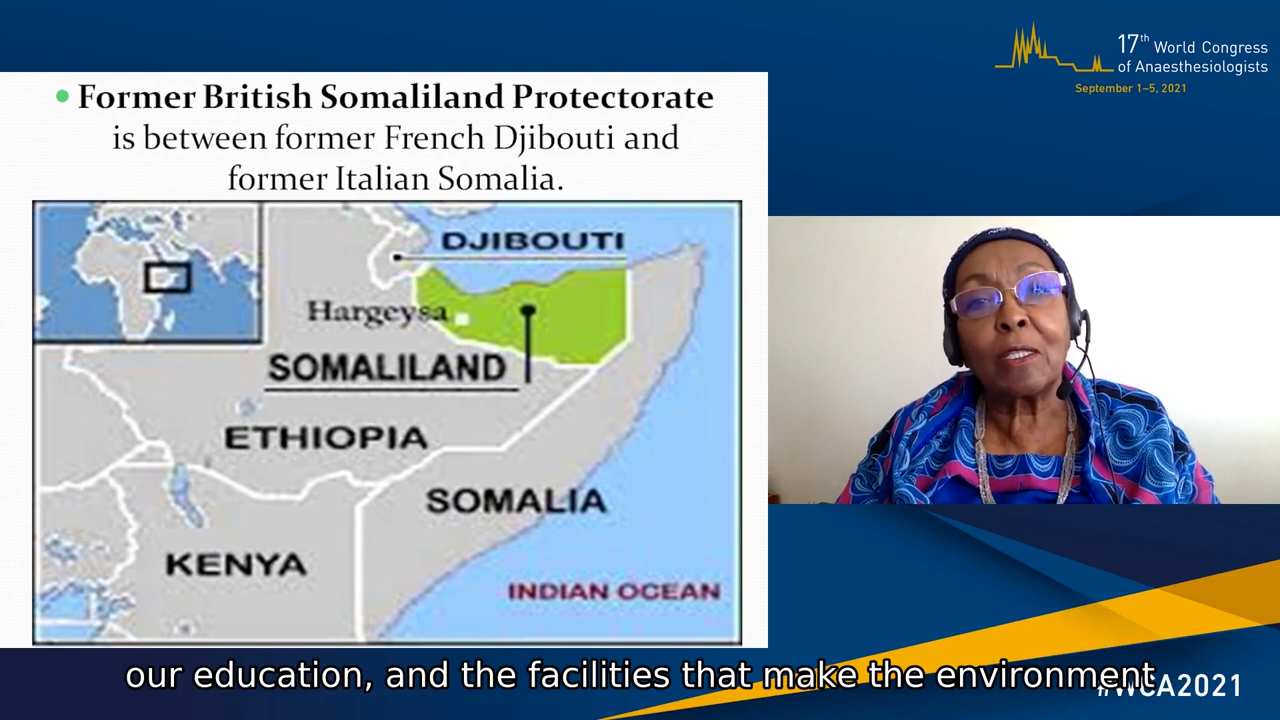 17th World Congress
of Anaesthesiologists
September 1–5, 2021
• Former British Somaliland Protectorate
is between former French Djibouti and
former Italian Somalia.
DJIBOUTI
Hargeysa
SOMALILAND
ETHIOPIA
SOMALIA
KENYA
INDIAN OCEAN
our education, and the facilities that make the environment
#WCA2021